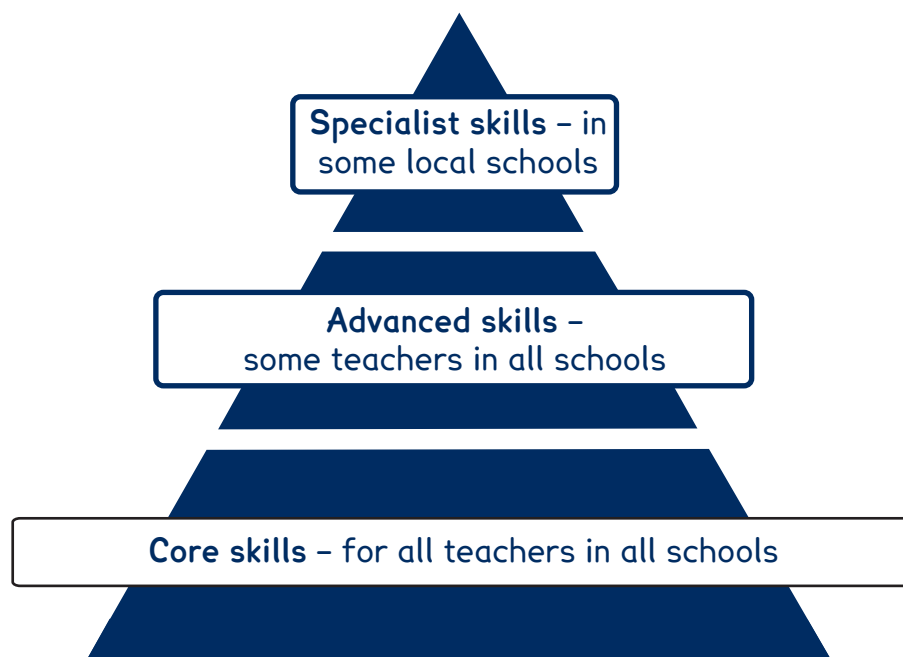 Specialist skills – in
some local schools
Advanced skills –
some teachers in all schools
Core skills – for all teachers in all schools